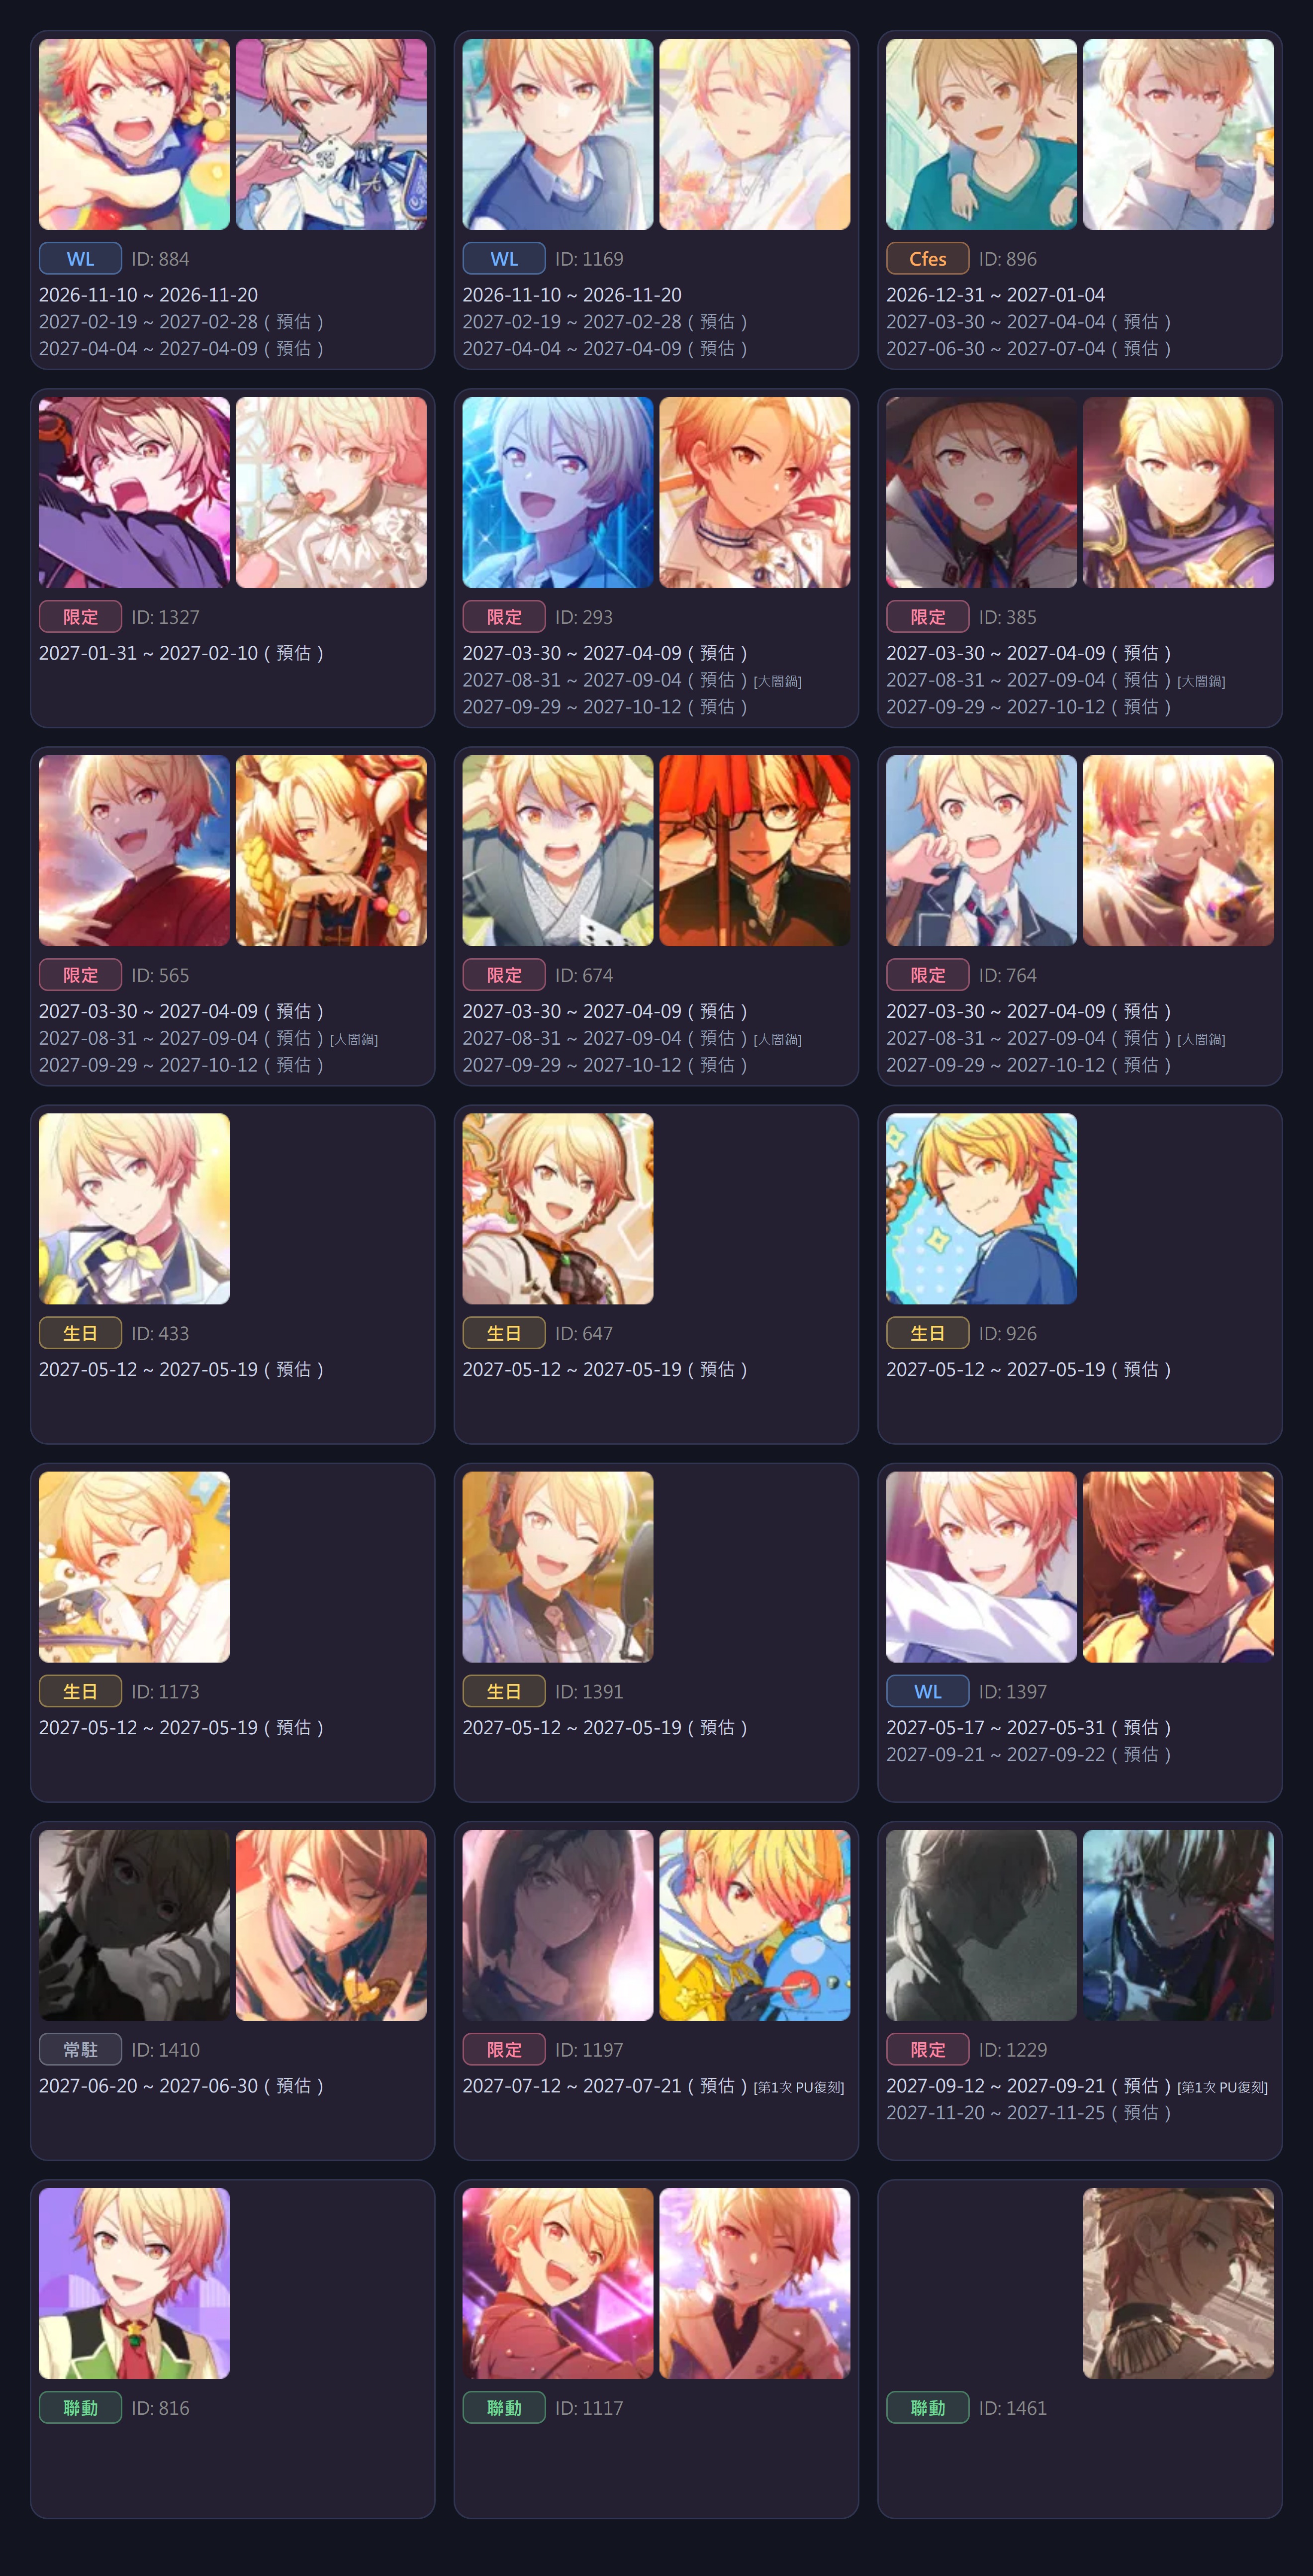 WL ID: 884
2026-11-10 ~ 2026-11-20
2027-02-19 ~ 2027-02-28 ( 預估 )
2027-04-04 ~ 2027-04-09 ( 預估 )
WL ID: 1169
2026-11-10 ~ 2026-11-20
2027-02-19 ~ 2027-02-28 ( 預估 )
2027-04-04 ~ 2027-04-09 ( 預估 )
Cfes ID: 896
2026-12-31 ~ 2027-01-04
2027-03-30 ~ 2027-04-04 ( 預估 )
2027-06-30 ~ 2027-07-04 ( 預估 )
限定 ID: 1327
2027-01-31 ~ 2027-02-10 ( 預估 )
限定 ID: 293
2027-03-30 ~ 2027-04-09 ( 預估 )
2027-08-31 ~ 2027-09-04 ( 預估 ) [大闇鍋]
2027-09-29 ~ 2027-10-12 ( 預估 )
限定 ID: 385
2027-03-30 ~ 2027-04-09 ( 預估 )
2027-08-31 ~ 2027-09-04 ( 預估 ) [大闇鍋]
2027-09-29 ~ 2027-10-12 ( 預估 )
限定 ID: 565
2027-03-30 ~ 2027-04-09 ( 預估 )
2027-08-31 ~ 2027-09-04 ( 預估 ) [大闇鍋]
2027-09-29 ~ 2027-10-12 ( 預估 )
限定 ID: 674
2027-03-30 ~ 2027-04-09 ( 預估 )
2027-08-31 ~ 2027-09-04 ( 預估 ) [大闇鍋]
2027-09-29 ~ 2027-10-12 ( 預估 )
限定 ID: 764
2027-03-30 ~ 2027-04-09 ( 預估 )
2027-08-31 ~ 2027-09-04 ( 預估 ) [大闇鍋]
2027-09-29 ~ 2027-10-12 ( 預估 )
生日 ID: 433
2027-05-12 ~ 2027-05-19 ( 預估 )
生日 ID: 647
2027-05-12 ~ 2027-05-19 ( 預估 )
生日 ID: 926
2027-05-12 ~ 2027-05-19 ( 預估 )
生日 ID: 1173
2027-05-12 ~ 2027-05-19 ( 預估 )
生日 ID: 1391
2027-05-12 ~ 2027-05-19 ( 預估 )
WL ID: 1397
2027-05-17 ~ 2027-05-31 ( 預估 )
2027-09-21 ~ 2027-09-22 ( 預估 )
常駐 ID: 1410
2027-06-20 ~ 2027-06-30 ( 預估 )
限定 ID: 1197
2027-07-12 ~ 2027-07-21 ( 預估 ) [第1次 PU復刻]
限定 ID: 1229
2027-09-12 ~ 2027-09-21 ( 預估 ) [第1次 PU復刻]
2027-11-20 ~ 2027-11-25 ( 預估 )
聯動 ID: 816
聯動 ID: 1117
聯動 ID: 1461